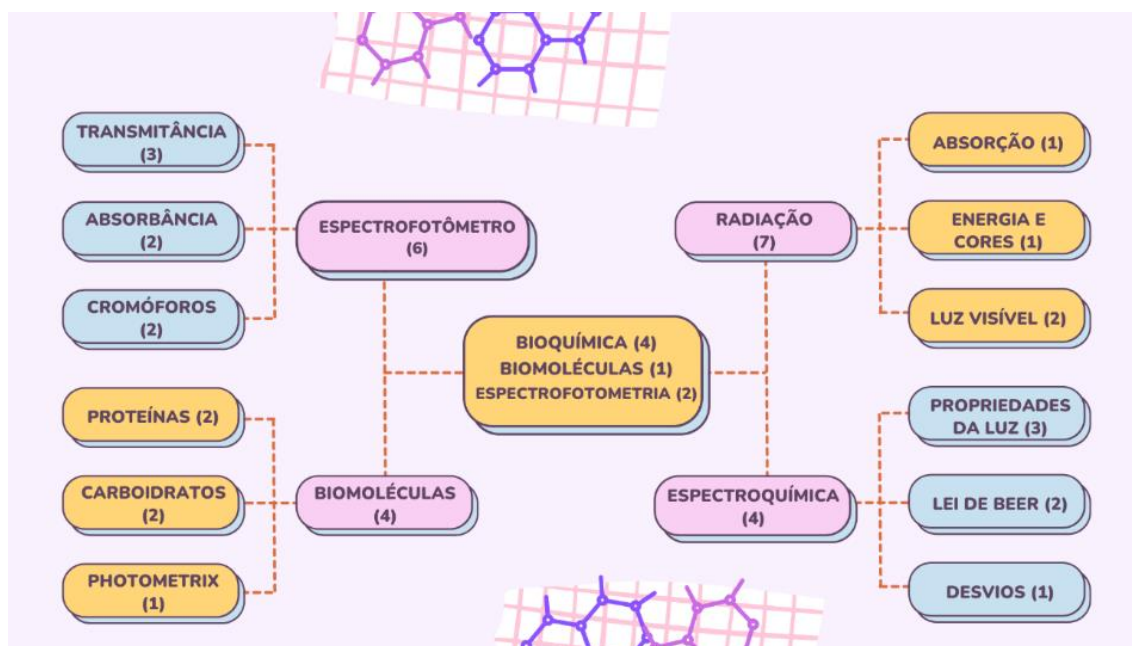 TRANSMITÂNCIA
(3)
ABSORBÂNCIA
(2)
CROMÓFOROS
(2)
PROTEÍNAS (2)
CARBOIDRATOS
(2)
PHOTOMETRIX
(1)
ESPECTROFOTÔMETRO
(6)
BIOMOLÉCULAS
(4)
BIOQUÍMICA (4)
BIOMOLÉCULAS (1)
ESPECTROFOTOMETRIA (2)
RADIAÇÃO
(7)
ESPECTROQUÍMICA
(4)
ABSORÇÃO (1)
ENERGIA E
CORES (1)
LUZ VISÍVEL (2)
PROPRIEDADES
DA LUZ (3)
LEI DE BEER (2)
DESVIOS (1)